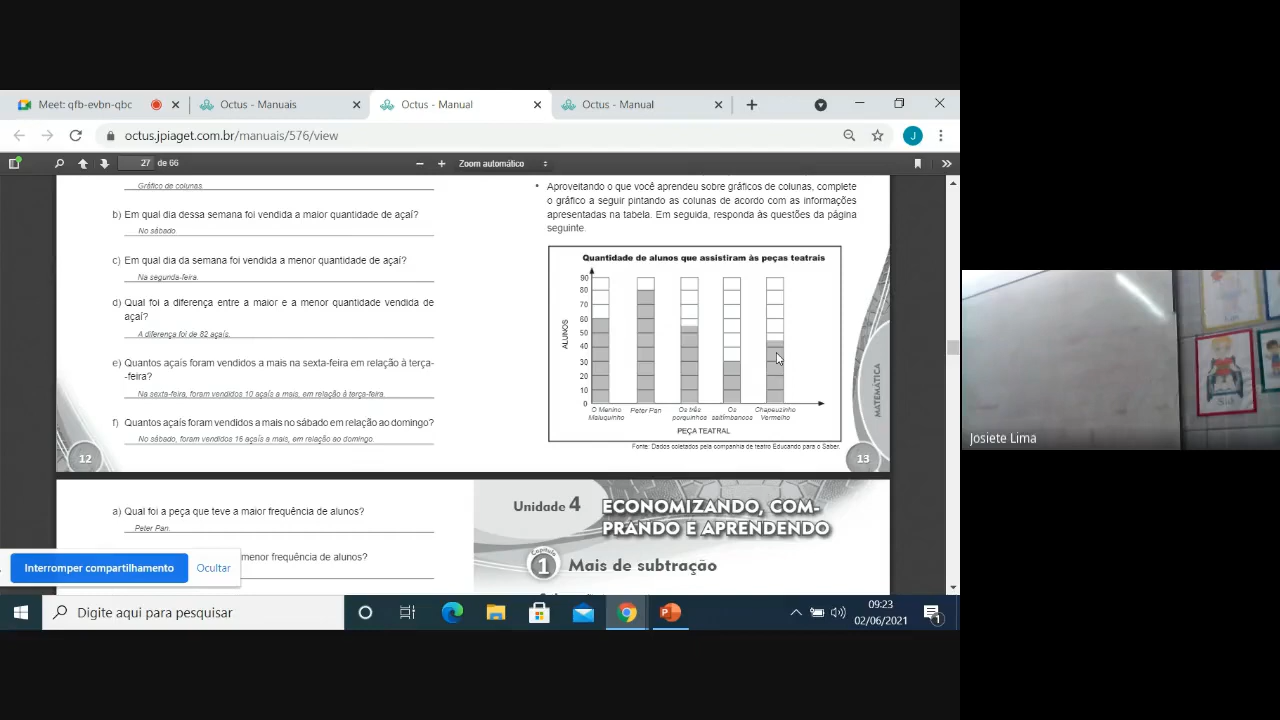 Meet: qfb-evbn-qbc
Octus - Manuais
Octus - Manual
Octus - Manual
octus.jpiaget.com.br/manuais/576/view
J
27 de 66
Zoom automático
Gráfico de colunas.
b) Em qual dia dessa semana foi vendida a maior quantidade de açaí?
No sábado.
c) Em qual dia da semana foi vendida a menor quantidade de açaí?
Na segunda-feira.
d) Qual foi a diferença entre a maior e a menor quantidade vendida de
açaí?
A diferença foi de 82 açaís.
e) Quantos açaís foram vendidos a mais na sexta-feira em relação à terça-
-feira?
Na sexta-feira, foram vendidos 10 açaís a mais, em relação à terça-feira.
f) Quantos açaís foram vendidos a mais no sábado em relação ao domingo?
No sábado, foram vendidos 16 açaís a mais, em relação ao domingo.
12
• Aproveitando o que você aprendeu sobre gráficos de colunas, complete
o gráfico a seguir pintando as colunas de acordo com as informações
apresentadas na tabela. Em seguida, responda às questões da página
seguinte.
Quantidade de alunos que assistiram às peças teatrais
90
80
70
60
50
40
30
20
10
0
ALUNOS
O Menino Maluquinho
Peter Pan
Os três porquinhos
Os saltimbancos
Chapeuzinho Vermelho
PEÇA TEATRAL
Fonte: Dados coletados pela companhia de teatro Educando para o Saber.
MATEMÁTICA
13
a) Qual foi a peça que teve a maior frequência de alunos?
Peter Pan.
menor frequência de alunos?
Unidade 4
ECONOMIZANDO, COM-
PRANDO E APRENDENDO
Capítulo
1 Mais de subtração
Interromper compartilhamento
Ocultar
Digite aqui para pesquisar
09:23
02/06/2021
1
Josiete Lima